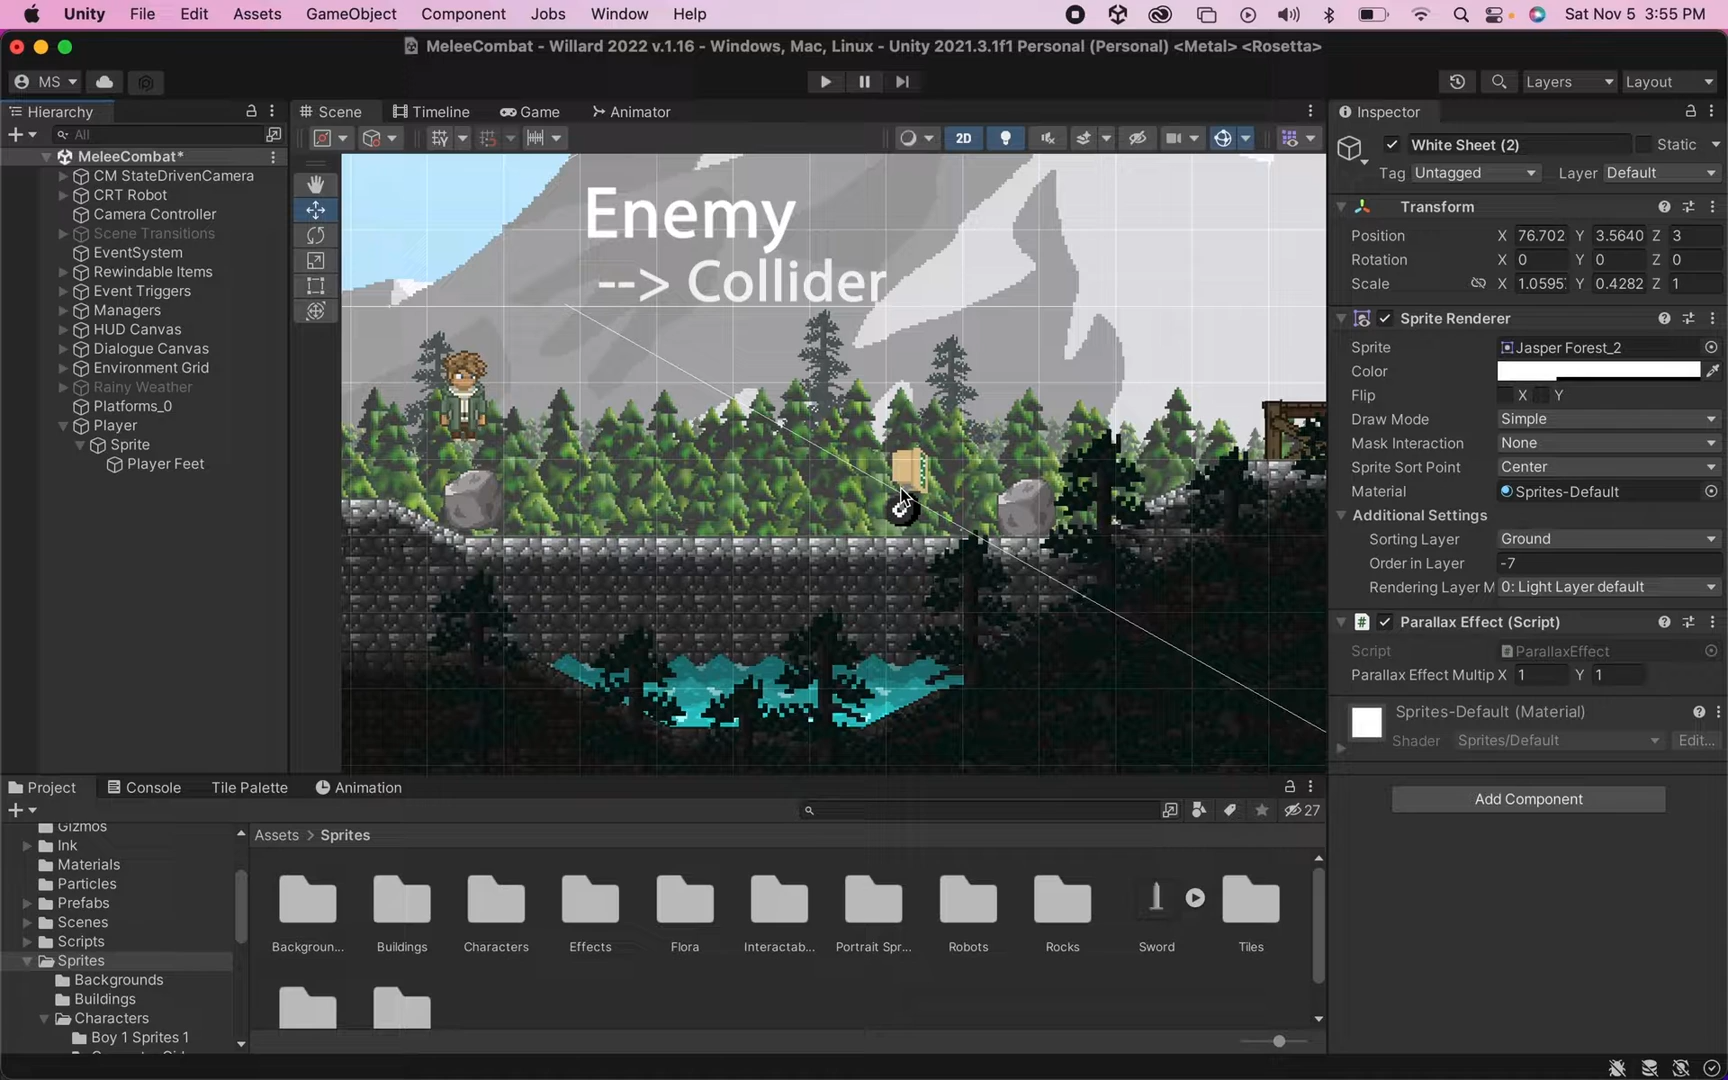 Unity File Edit Assets GameObject Component Jobs Window Help Sat Nov 5 3:55 PM
MeleeCombat - Willard 2022 v.1.16 - Windows, Mac, Linux - Unity 2021.3.1f1 Personal (Personal) <Metal> <Rosetta>
MS Layers Layout
Hierarchy Scene Timeline Game Animator Inspector
All 2D
White Sheet (2) Static
Tag Untagged Layer Default
MeleeCombat*
CM StateDrivenCamera
CRT Robot
Camera Controller
Scene Transitions
EventSystem
Rewindable Items
Event Triggers
Managers
HUD Canvas
Dialogue Canvas
Environment Grid
Rainy Weather
Platforms_0
Player
Sprite
Player Feet
Enemy
--> Collider
Transform
Position X 76.702 Y 3.5640 Z 3
Rotation X 0 Y 0 Z 0
Scale X 1.0595 Y 0.4282 Z 1
Sprite Renderer
Sprite Jasper Forest_2
Color
Flip X Y
Draw Mode Simple
Mask Interaction None
Sprite Sort Point Center
Material Sprites-Default
Additional Settings
Sorting Layer Ground
Order in Layer -7
Rendering Layer M 0: Light Layer default
# Parallax Effect (Script)
Script ParallaxEffect
Parallax Effect Multip X 1 Y 1
Sprites-Default (Material)
Shader Sprites/Default Edit...
Add Component
Project Console Tile Palette Animation
27
Gizmos
Ink
Materials
Particles
Prefabs
Scenes
Scripts
Sprites
Backgrounds
Buildings
Characters
Boy 1 Sprites 1
Assets > Sprites
Backgroun... Buildings Characters Effects Flora Interactab... Portrait Spr... Robots Rocks Sword Tiles